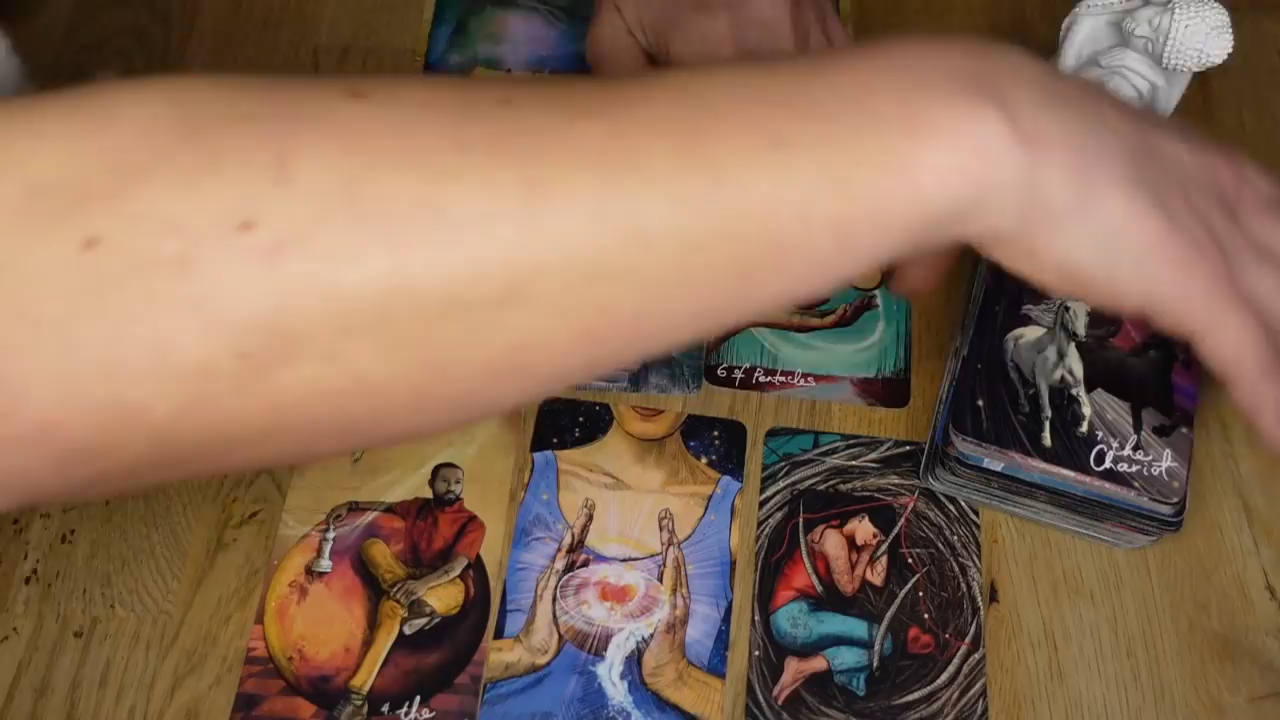 6 of Pentacles
7. the
Chariot
4. the